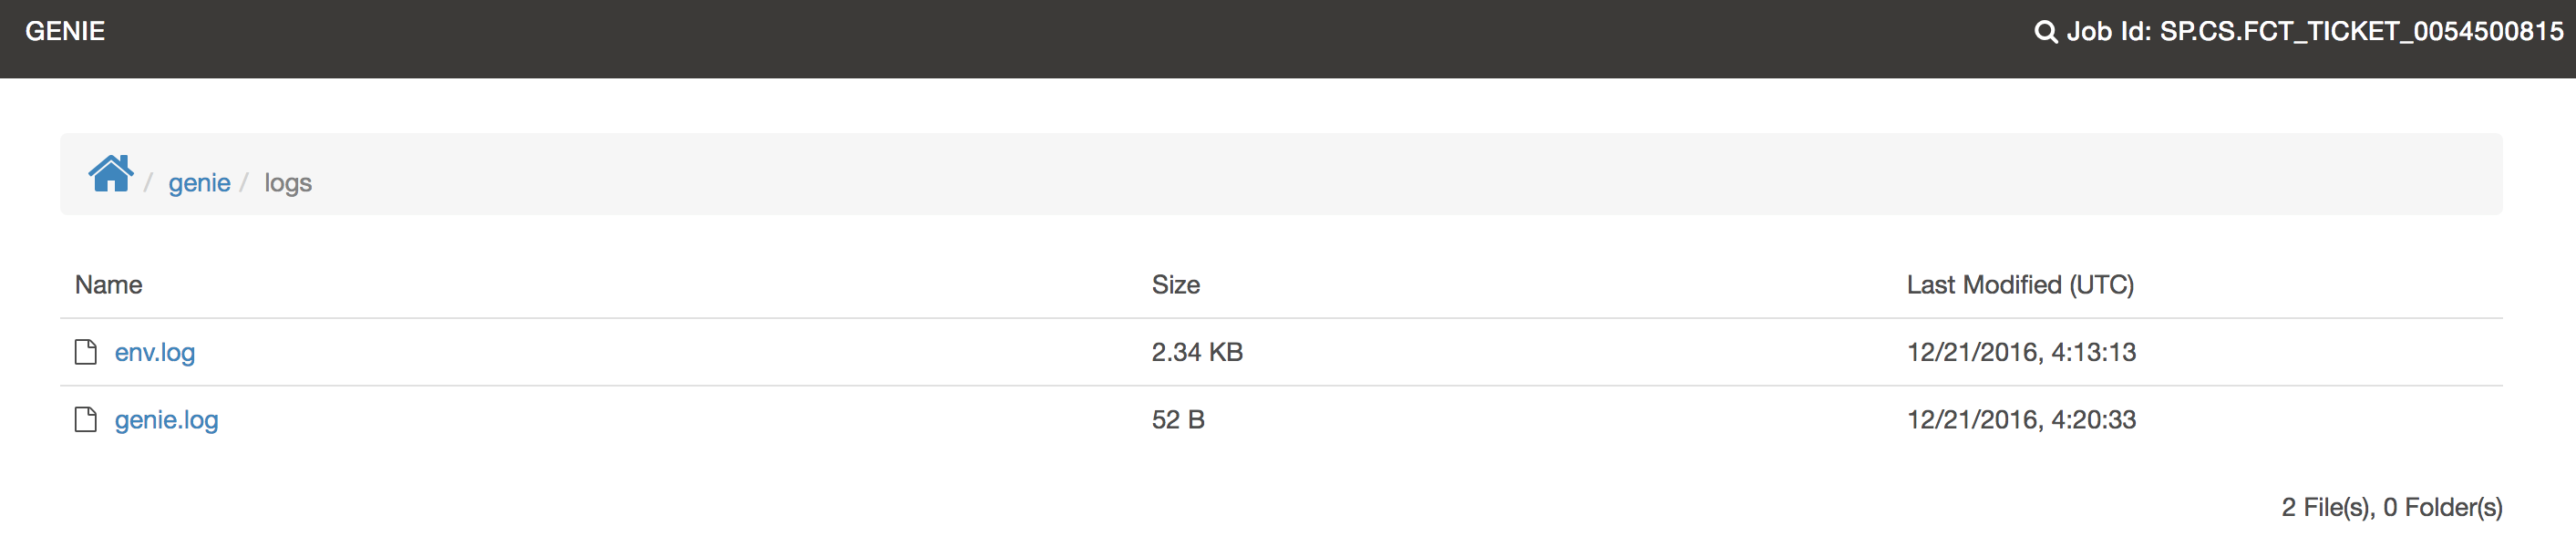 GENIE Job Id: SP.CS.FCT_TICKET_0054500815
/ genie / logs
Name Size Last Modified (UTC)
env.log 2.34 KB 12/21/2016, 4:13:13
genie.log 52 B 12/21/2016, 4:20:33
2 File(s), 0 Folder(s)